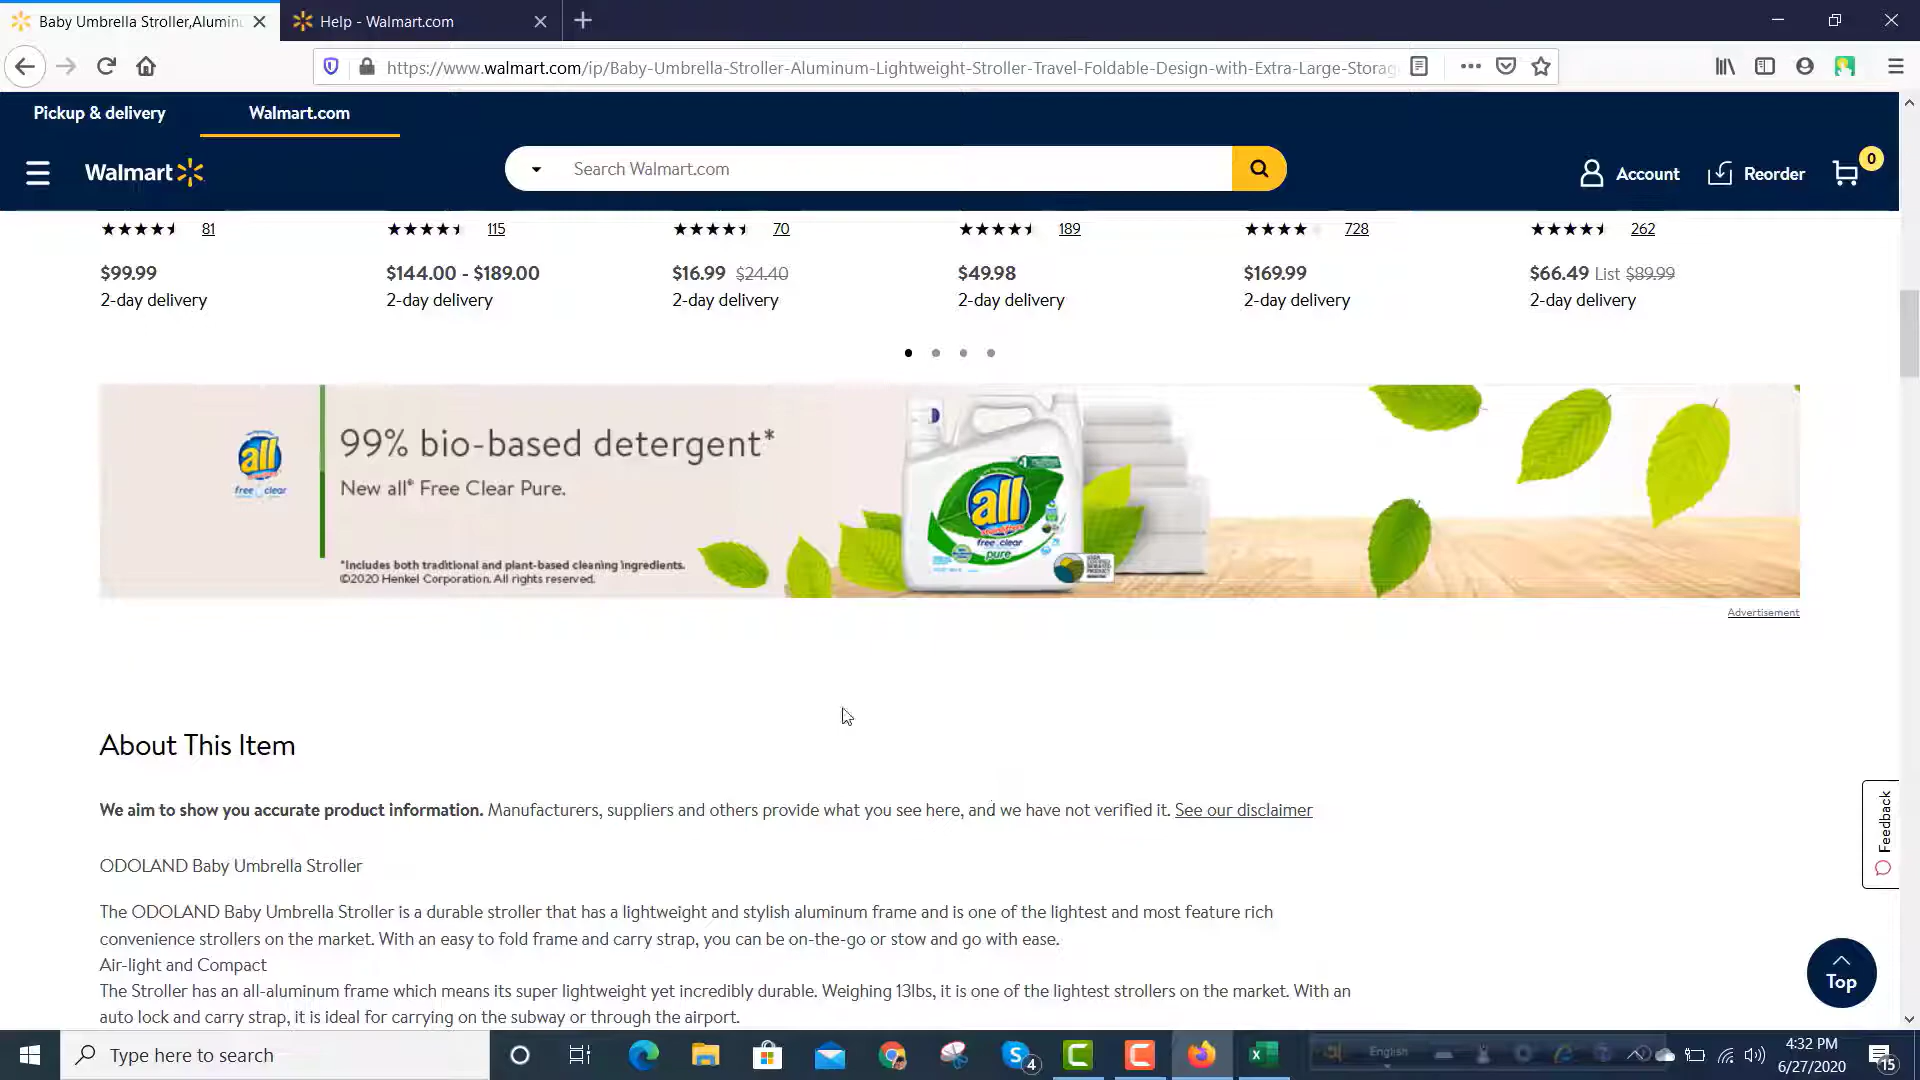 Baby Umbrella Stroller,Alumin
Help - Walmart.com
https://www.walmart.com/ip/Baby-Umbrella-Stroller-Aluminum-Lightweight-Stroller-Travel-Foldable-Design-with-Extra-Large-Storag
Pickup & delivery
Walmart.com
Walmart
Search Walmart.com
Account
Reorder
0
81
115
70
189
728
262
$99.99
$144.00 - $189.00
$16.99 $24.40
$49.98
$169.99
$66.49 List $89.99
2-day delivery
2-day delivery
2-day delivery
2-day delivery
2-day delivery
2-day delivery
all
free clear
99% bio-based detergent*
New all® Free Clear Pure.
*Includes both traditional and plant-based cleaning ingredients.
©2020 Henkel Corporation. All rights reserved.
all
free clear
pure
Advertisement
About This Item
We aim to show you accurate product information. Manufacturers, suppliers and others provide what you see here, and we have not verified it. See our disclaimer
ODOLAND Baby Umbrella Stroller
The ODOLAND Baby Umbrella Stroller is a durable stroller that has a lightweight and stylish aluminum frame and is one of the lightest and most feature rich
convenience strollers on the market. With an easy to fold frame and carry strap, you can be on-the-go or stow and go with ease.
Air-light and Compact
The Stroller has an all-aluminum frame which means its super lightweight yet incredibly durable. Weighing 13lbs, it is one of the lightest strollers on the market. With an
auto lock and carry strap, it is ideal for carrying on the subway or through the airport.
Feedback
Top
Type here to search
4
English
4:32 PM
6/27/2020
15